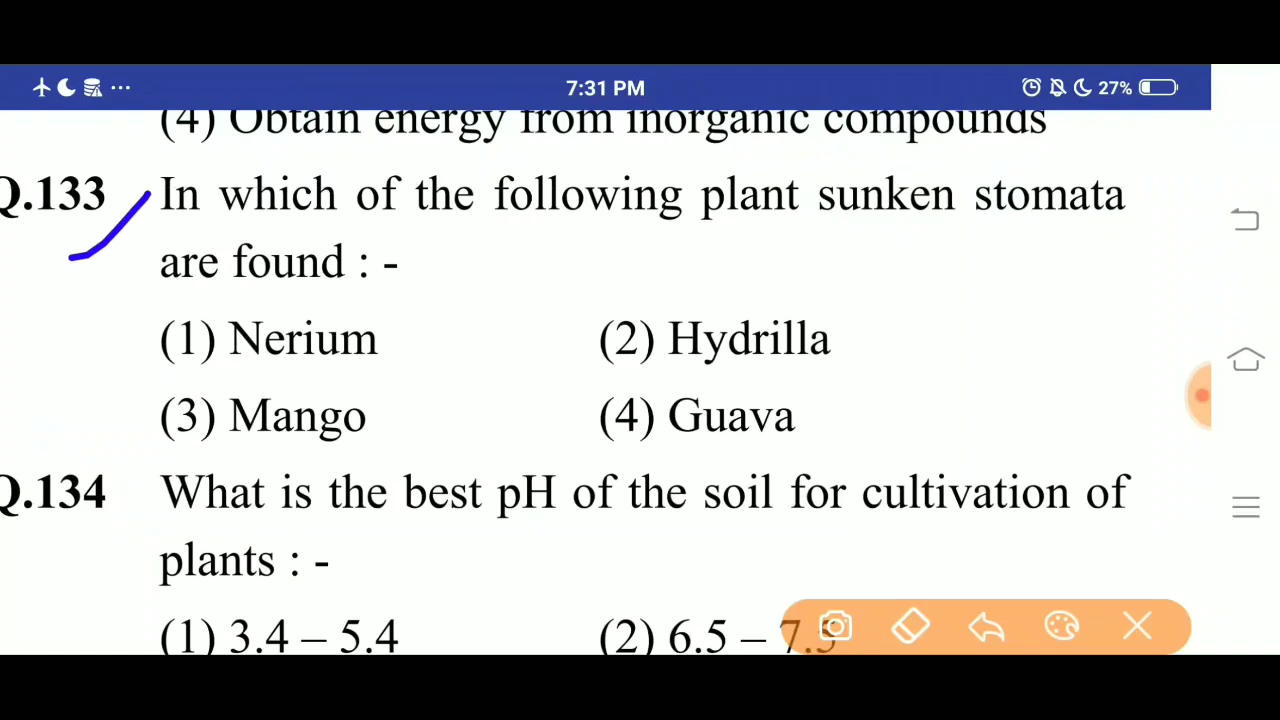 7:31 PM 27%
(4) Obtain energy from inorganic compounds
Q.133 In which of the following plant sunken stomata
are found : -
(1) Nerium (2) Hydrilla
(3) Mango (4) Guava
Q.134 What is the best pH of the soil for cultivation of
plants : -
(1) 3.4 – 5.4 (2) 6.5 – 7.5